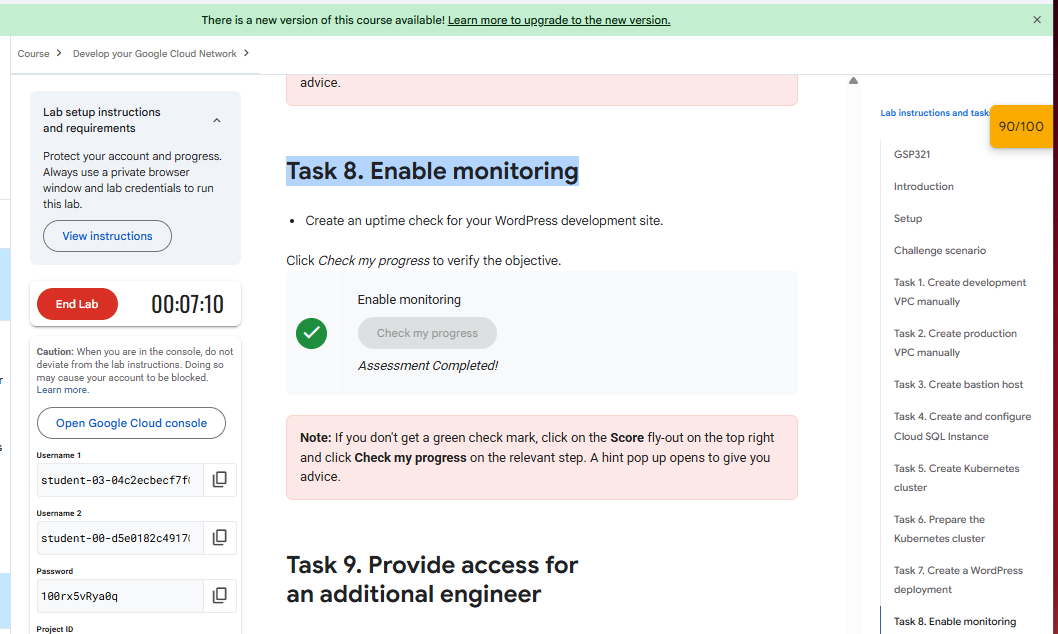 There is a new version of this course available! Learn more to upgrade to the new version.
Course
Develop your Google Cloud Network
Lab setup instructions
and requirements
Protect your account and progress.
Always use a private browser
window and lab credentials to run
this lab.
View instructions
End Lab
00:07:10
Caution: When you are in the console, do not
deviate from the lab instructions. Doing so
may cause your account to be blocked.
Learn more.
Open Google Cloud console
Username 1
student-03-04c2ecbecf7f
Username 2
student-00-d5e0182c4917
Password
100rx5vRya0q
Project ID
advice.
Task 8. Enable monitoring
• Create an uptime check for your WordPress development site.
Click Check my progress to verify the objective.
Enable monitoring
Check my progress
Assessment Completed!
Note: If you don't get a green check mark, click on the Score fly-out on the top right
and click Check my progress on the relevant step. A hint pop up opens to give you
advice.
Task 9. Provide access for
an additional engineer
Lab instructions and task
90/100
GSP321
Introduction
Setup
Challenge scenario
Task 1. Create development
VPC manually
Task 2. Create production
VPC manually
Task 3. Create bastion host
Task 4. Create and configure
Cloud SQL Instance
Task 5. Create Kubernetes
cluster
Task 6. Prepare the
Kubernetes cluster
Task 7. Create a WordPress
deployment
Task 8. Enable monitoring